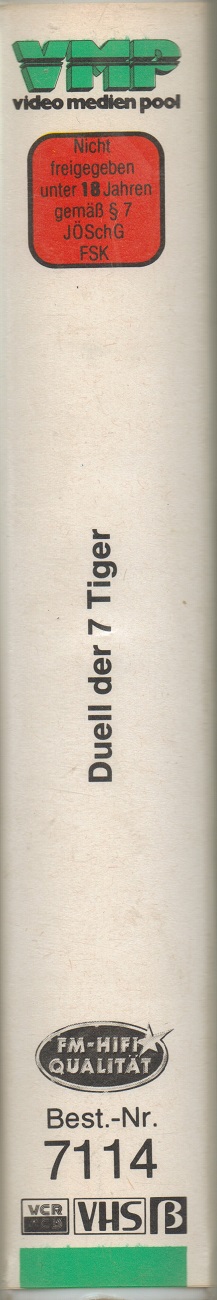 VMP
video medien pool
Nicht
freigegeben
unter 18 Jahren
gemäß § 7
JÖSchG
FSK
Duell der 7 Tiger
FM-HIFI
QUALITÄT
Best.-Nr.
7114
VCR VHS β